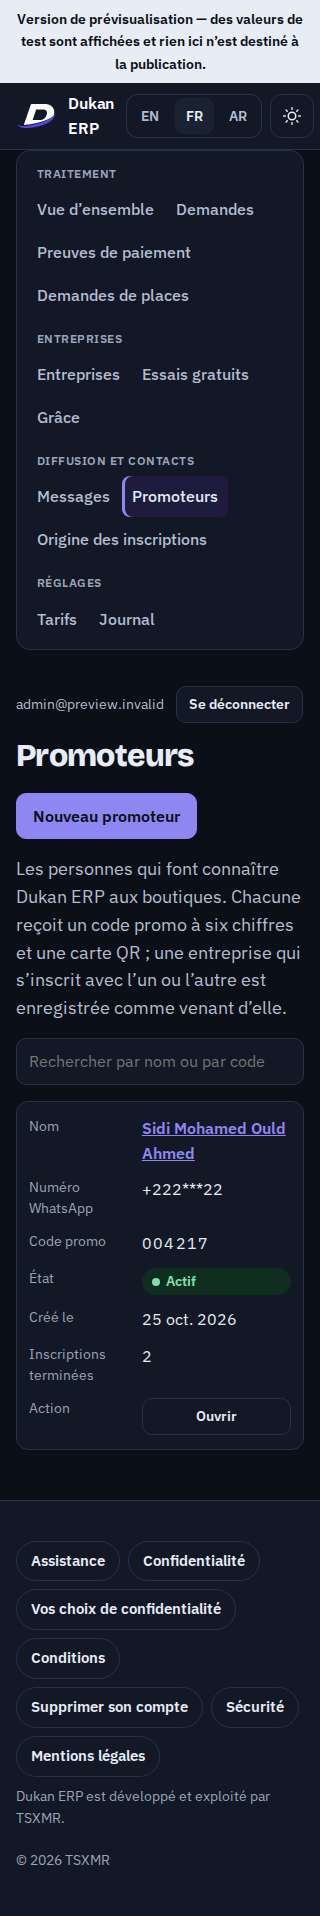 Version de prévisualisation — des valeurs de
test sont affichées et rien ici n’est destiné à
la publication.
Dukan
ERP
EN FR AR
TRAITEMENT
Vue d’ensemble Demandes
Preuves de paiement
Demandes de places
ENTREPRISES
Entreprises Essais gratuits
Grâce
DIFFUSION ET CONTACTS
Messages Promoteurs
Origine des inscriptions
RÉGLAGES
Tarifs Journal
admin@preview.invalid Se déconnecter
Promoteurs
Nouveau promoteur
Les personnes qui font connaître
Dukan ERP aux boutiques. Chacune
reçoit un code promo à six chiffres
et une carte QR ; une entreprise qui
s’inscrit avec l’un ou l’autre est
enregistrée comme venant d’elle.
Rechercher par nom ou par code
Nom Sidi Mohamed Ould
Ahmed
Numéro
WhatsApp +222***22
Code promo 004217
État Actif
Créé le 25 oct. 2026
Inscriptions
terminées 2
Action Ouvrir
Assistance Confidentialité
Vos choix de confidentialité
Conditions
Supprimer son compte Sécurité
Mentions légales
Dukan ERP est développé et exploité par
TSXMR.
© 2026 TSXMR